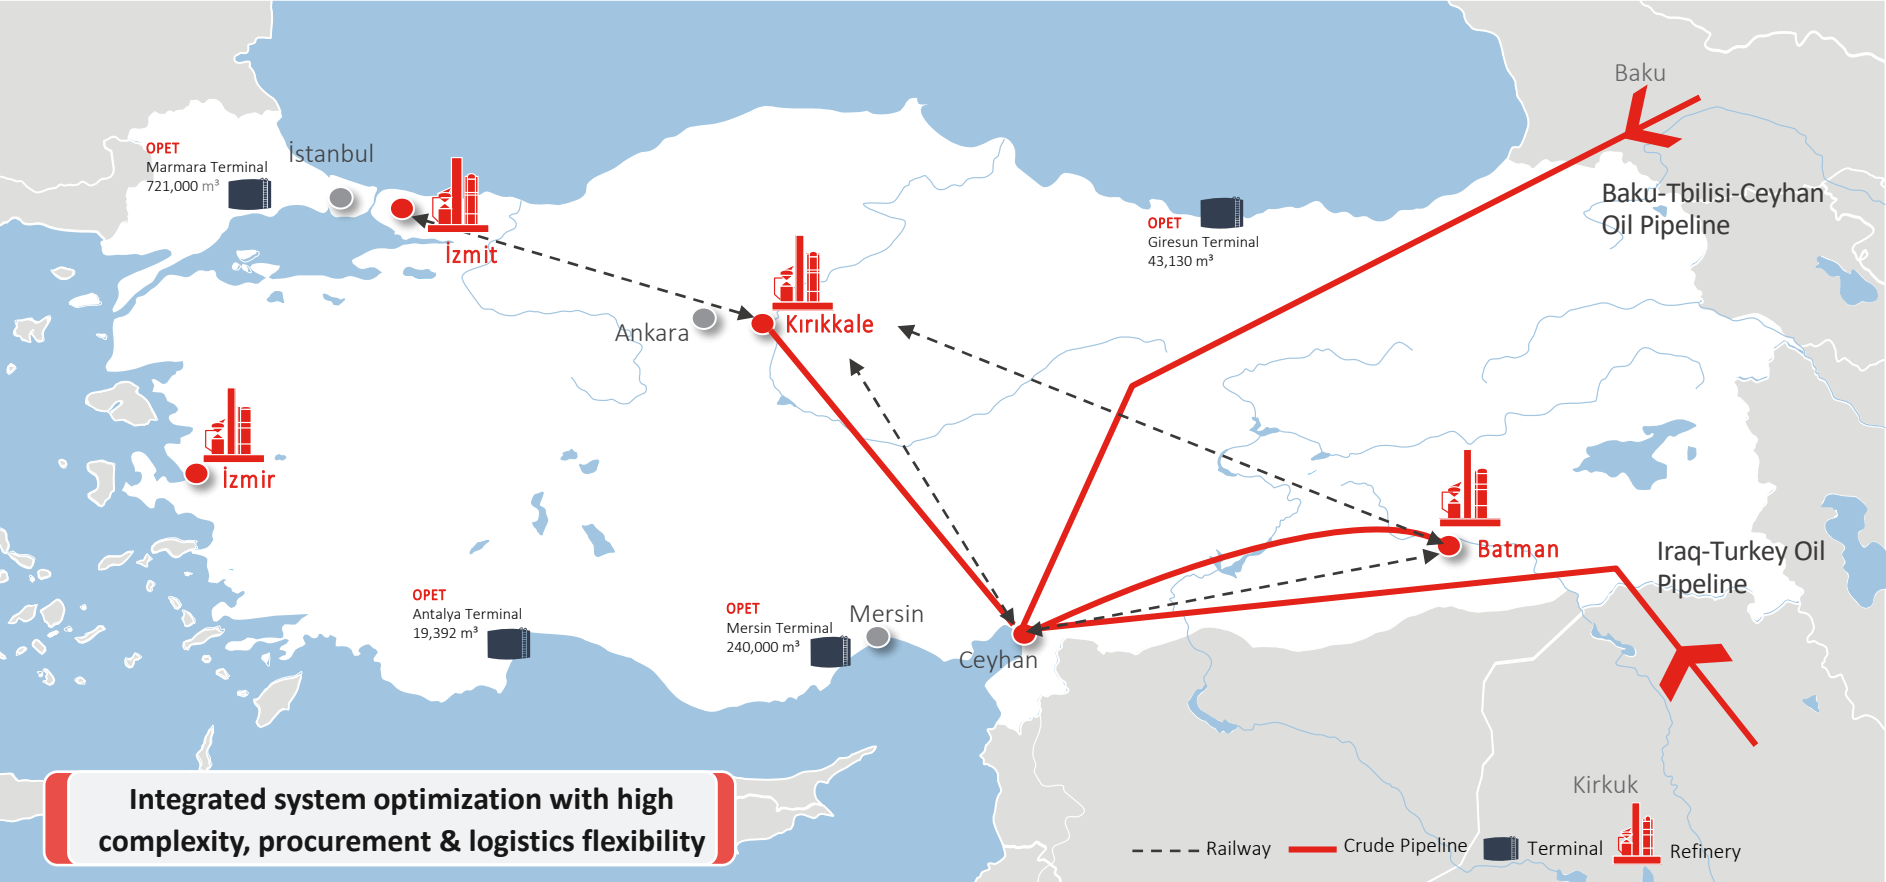 Baku
OPET
Marmara Terminal
721,000 m³
İstanbul
Baku-Tbilisi-Ceyhan
Oil Pipeline
OPET
Giresun Terminal
43,130 m³
İzmit
Ankara
Kırıkkale
İzmir
Batman
Iraq-Turkey Oil
Pipeline
OPET
Antalya Terminal
19,392 m³
OPET
Mersin Terminal
240,000 m³
Mersin
Ceyhan
Kirkuk
Integrated system optimization with high
complexity, procurement & logistics flexibility
Railway
Crude Pipeline
Terminal
Refinery